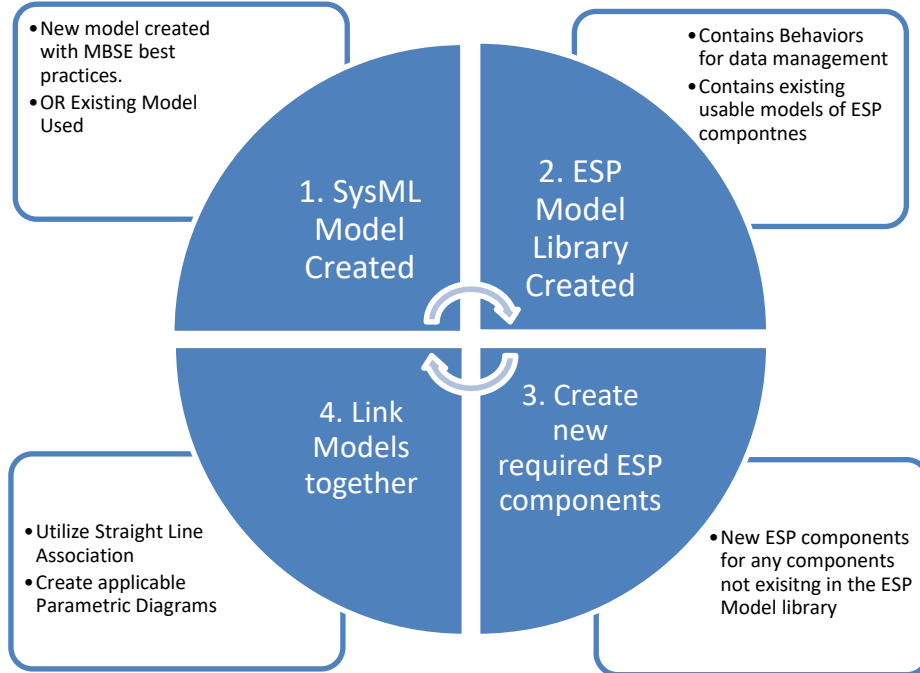 •New model created
with MBSE best
practices.
•OR Existing Model
Used
•Contains Behaviors
for data management
•Contains existing
usable models of ESP
compontnes
1. SysML
Model
Created
2. ESP
Model
Library
Created
4. Link
Models
together
3. Create
new
required ESP
components
•Utilize Straight Line
Association
•Create applicable
Parametric Diagrams
•New ESP components
for any components
not exisitng in the ESP
Model library